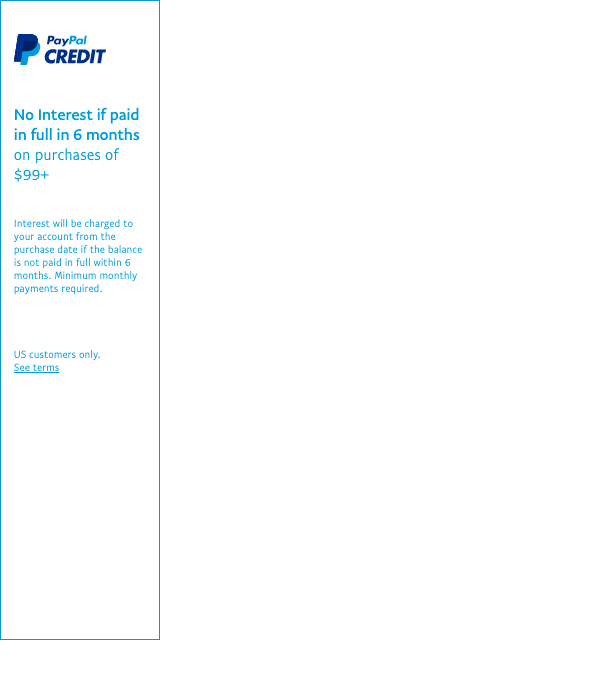 PayPal
CREDIT
No Interest if paid
in full in 6 months
on purchases of
$99+
Interest will be charged to
your account from the
purchase date if the balance
is not paid in full within 6
months. Minimum monthly
payments required.
US customers only.
See terms